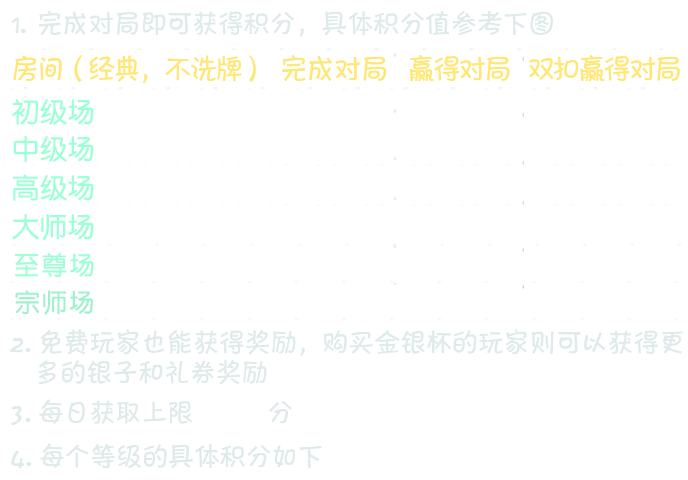 1. 完成对局即可获得积分，具体积分值参考下图
房间（经典，不洗牌） 完成对局 赢得对局 双扣赢得对局
初级场
中级场
高级场
大师场
至尊场
宗师场
2. 免费玩家也能获得奖励，购买金银杯的玩家则可以获得更
多的银子和礼券奖励
3. 每日获取上限 分
4. 每个等级的具体积分如下